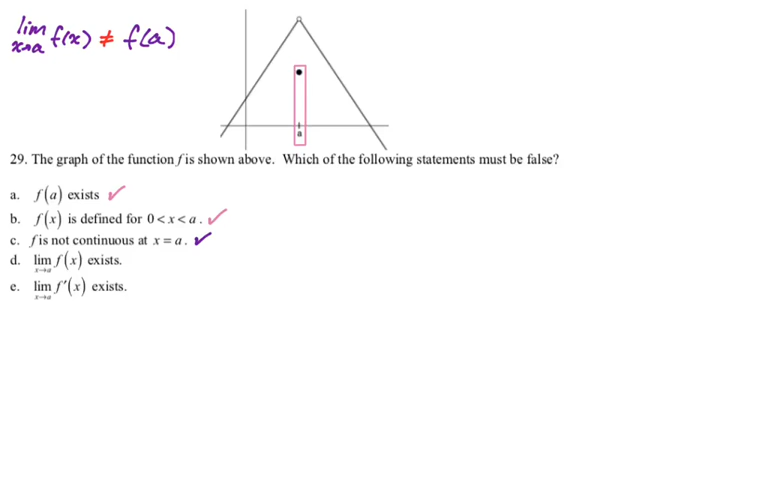 lim f(x) ≠ f(a)
x→a
a
29. The graph of the function f is shown above. Which of the following statements must be false?
a. f(a) exists ✓
b. f(x) is defined for 0 < x < a. ✓
c. f is not continuous at x = a. ✓
d. lim f(x) exists.
x→a
e. lim f′(x) exists.
x→a